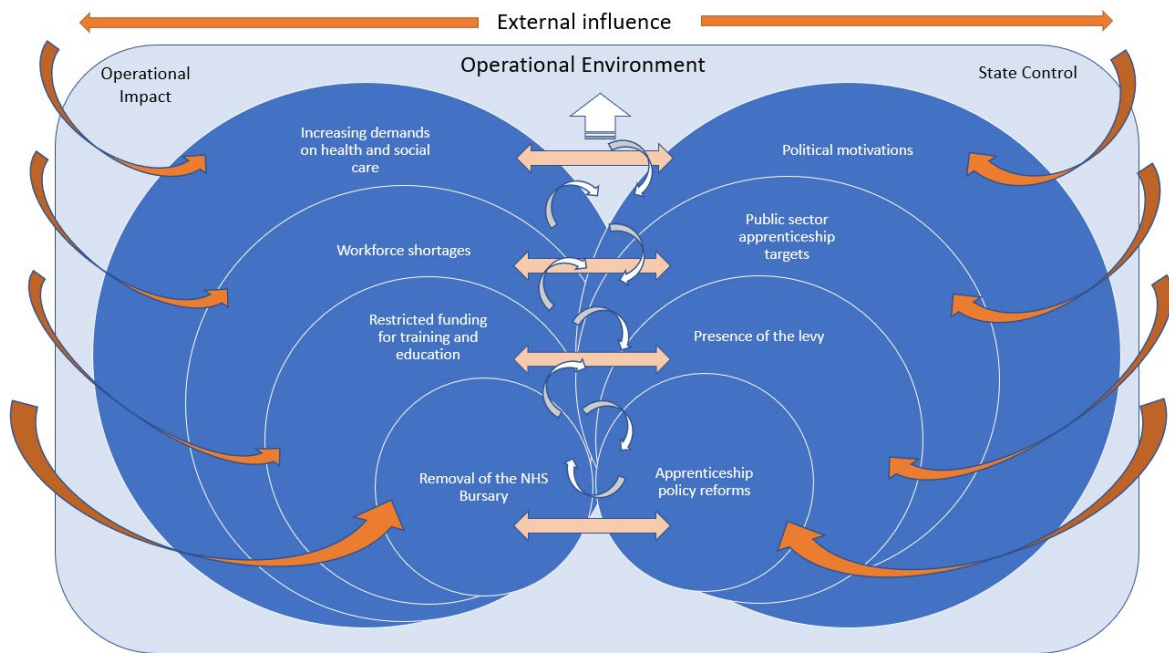 External influence
Operational
Impact
Operational Environment
State Control
Increasing demands
on health and social
care
Political motivations
Workforce shortages
Public sector
apprenticeship
targets
Restricted funding
for training and
education
Presence of the levy
Removal of the NHS
Bursary
Apprenticeship
policy reforms